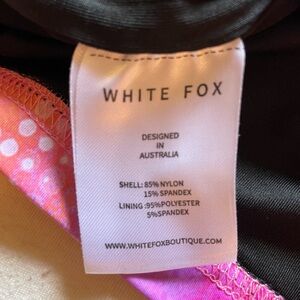 WHITE FOX
DESIGNED
IN
AUSTRALIA
SHELL: 85% NYLON
15% SPANDEX
LINING :95%POLYESTER
5%SPANDEX
WWW.WHITEFOXBOUTIQUE.COM